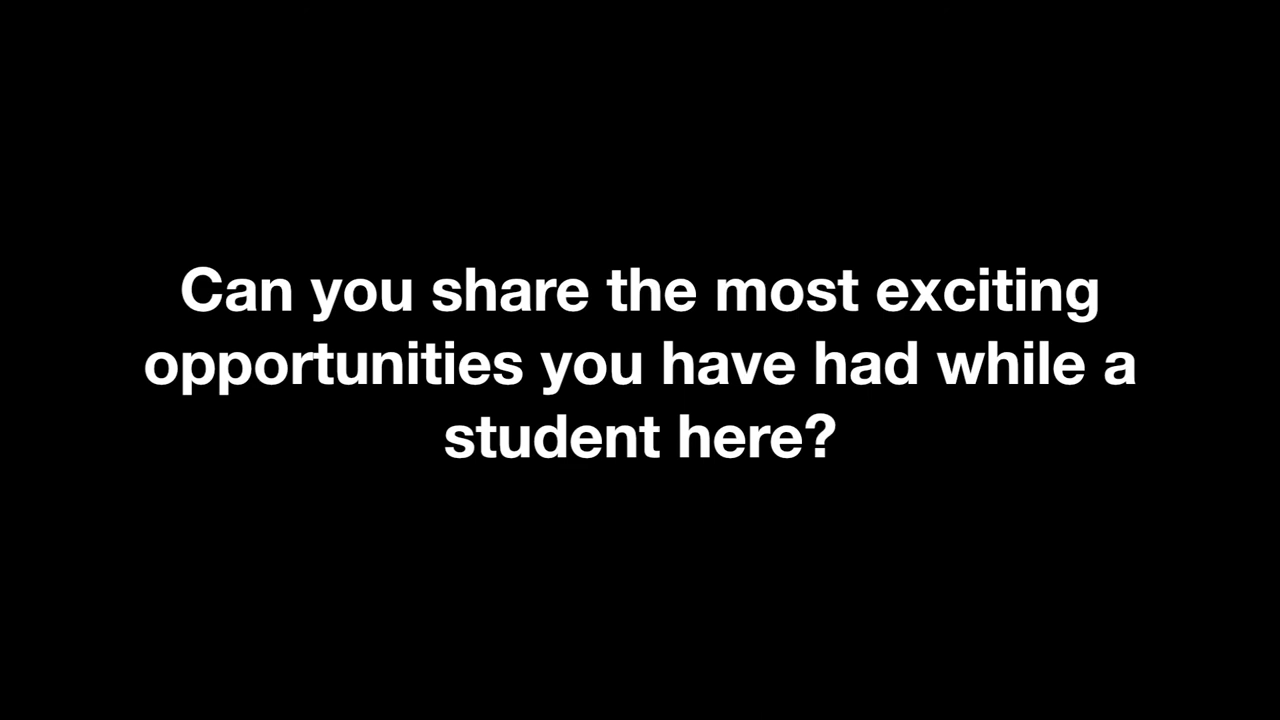 Can you share the most exciting
opportunities you have had while a
student here?